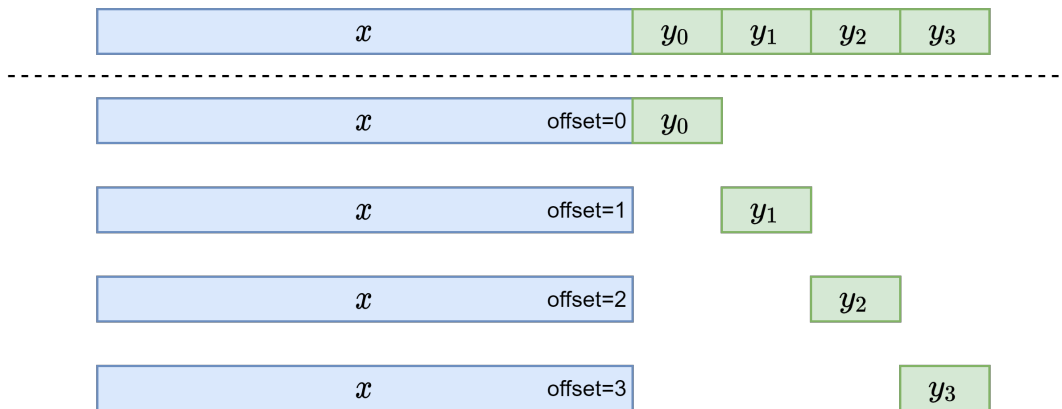 x y₀ y₁ y₂ y₃
x offset=0 y₀
x offset=1 y₁
x offset=2 y₂
x offset=3 y₃